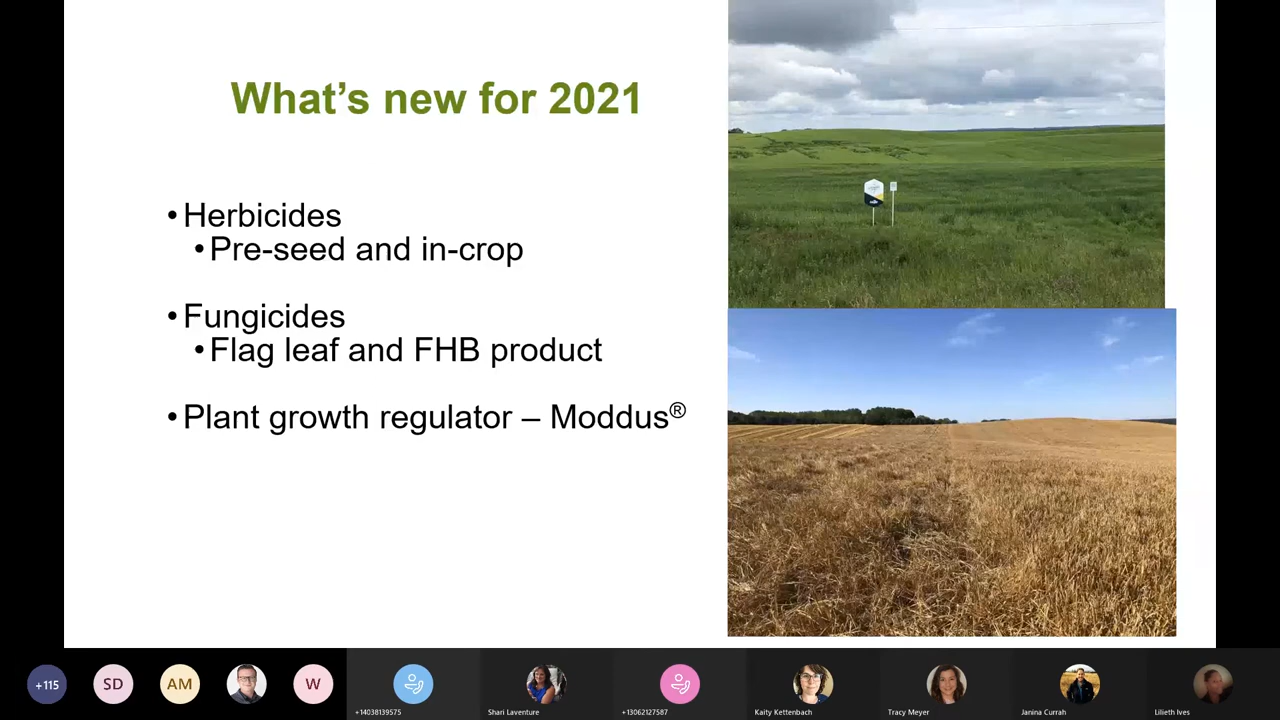 What's new for 2021
• Herbicides
• Pre-seed and in-crop
• Fungicides
• Flag leaf and FHB product
• Plant growth regulator – Moddus®
+115
SD
AM
W
+14038139575
Shari Laventure
+13062127587
Kaity Kettenbach
Tracy Meyer
Janina Currah
Lilieth Ives